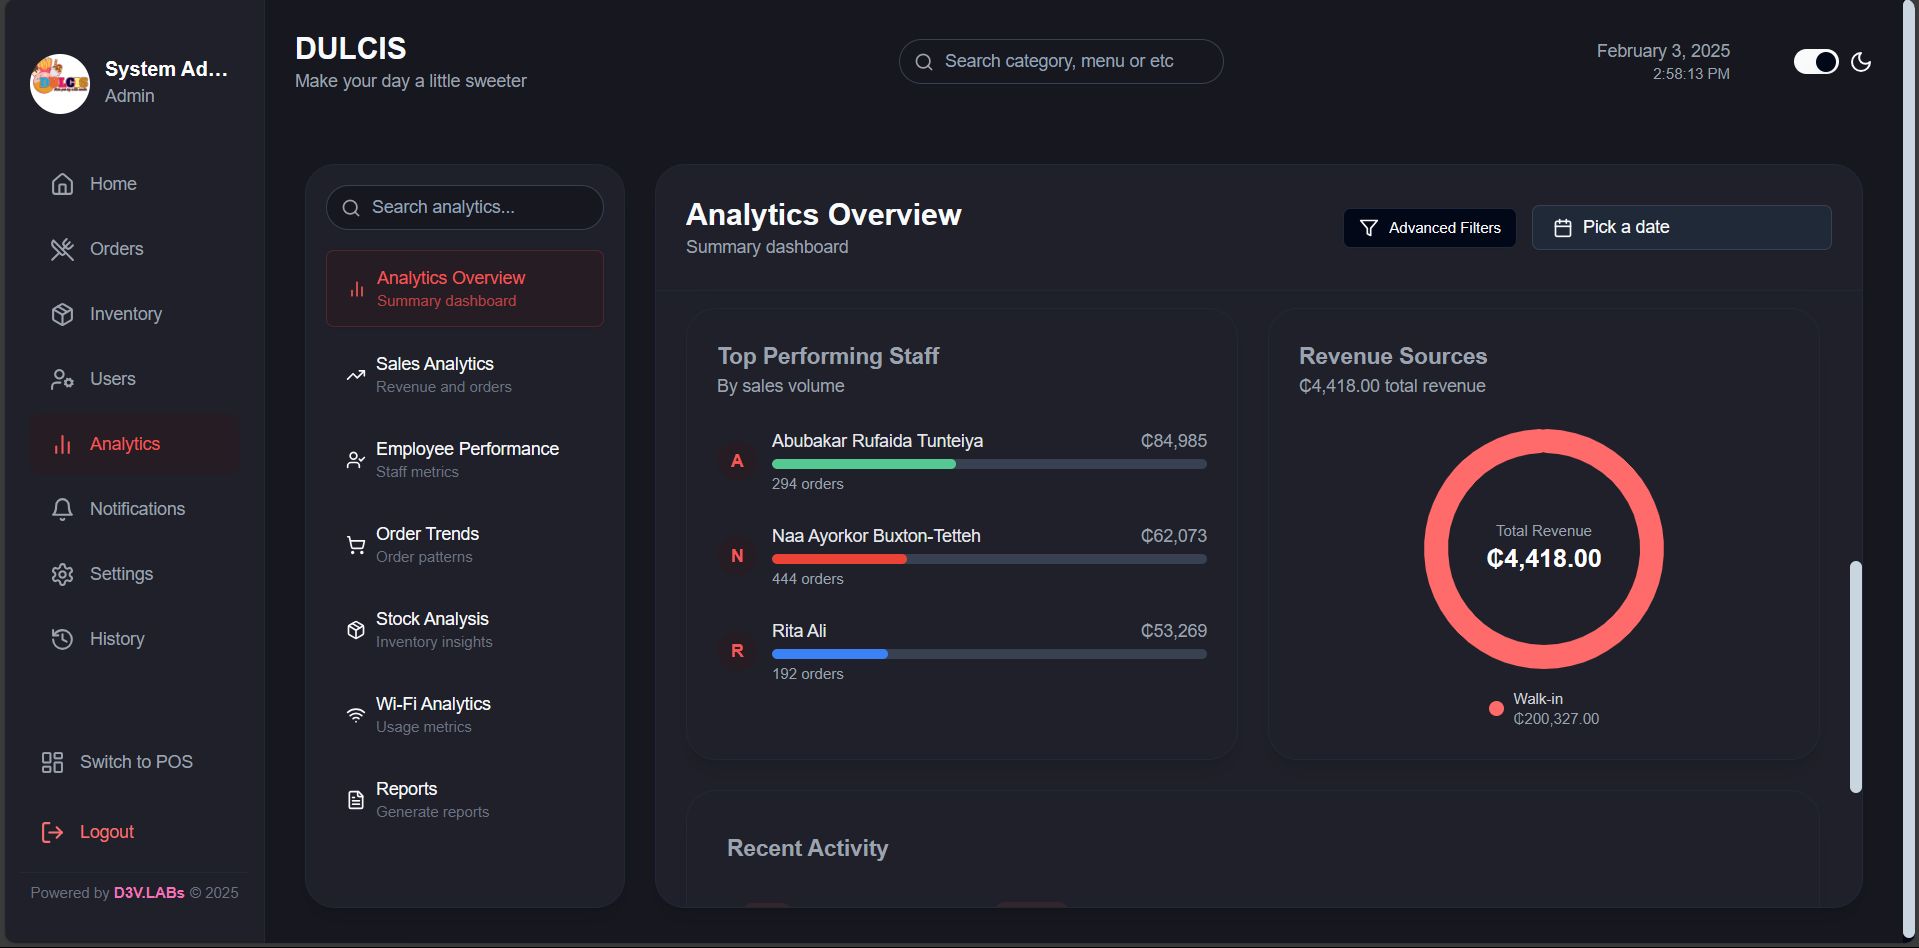 System Ad...
Admin
Home
Orders
Inventory
Users
Analytics
Notifications
Settings
History
Switch to POS
Logout
Powered by D3V.LABs © 2025
DULCIS
Make your day a little sweeter
Search category, menu or etc
February 3, 2025
2:58:13 PM
Search analytics...
Analytics Overview
Summary dashboard
Sales Analytics
Revenue and orders
Employee Performance
Staff metrics
Order Trends
Order patterns
Stock Analysis
Inventory insights
Wi-Fi Analytics
Usage metrics
Reports
Generate reports
Analytics Overview
Summary dashboard
Advanced Filters
Pick a date
Top Performing Staff
By sales volume
A
Abubakar Rufaida Tunteiya ₵84,985
294 orders
N
Naa Ayorkor Buxton-Tetteh ₵62,073
444 orders
R
Rita Ali ₵53,269
192 orders
Revenue Sources
₵4,418.00 total revenue
Total Revenue
₵4,418.00
Walk-in
₵200,327.00
Recent Activity